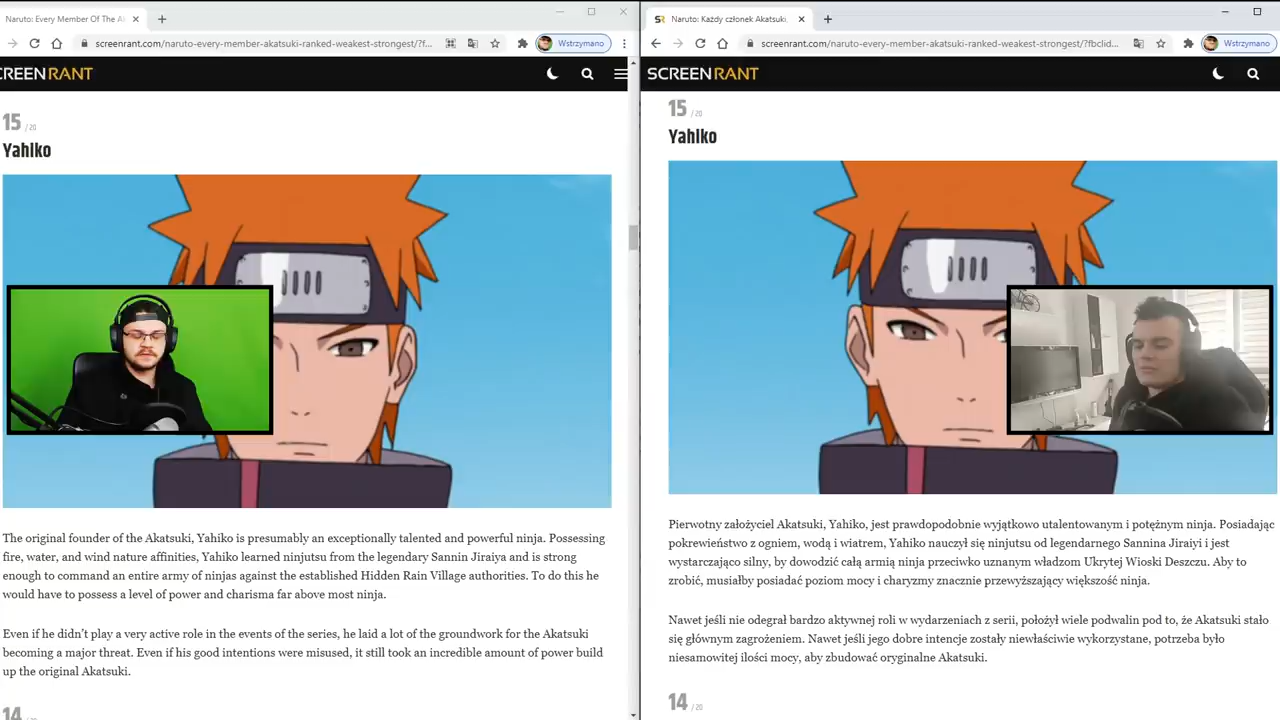 Naruto: Every Member Of The A
screenrant.com/naruto-every-member-akatsuki-ranked-weakest-strongest/?f...
Wstrzymano
CREENRANT
15 / 20
Yahiko
The original founder of the Akatsuki, Yahiko is presumably an exceptionally talented and powerful ninja. Possessing
fire, water, and wind nature affinities, Yahiko learned ninjutsu from the legendary Sannin Jiraiya and is strong
enough to command an entire army of ninjas against the established Hidden Rain Village authorities. To do this he
would have to possess a level of power and charisma far above most ninja.
Even if he didn't play a very active role in the events of the series, he laid a lot of the groundwork for the Akatsuki
becoming a major threat. Even if his good intentions were misused, it still took an incredible amount of power build
up the original Akatsuki.
14 / 20
SR Naruto: Każdy członek Akatsuki
screenrant.com/naruto-every-member-akatsuki-ranked-weakest-strongest/?fbclid...
Wstrzymano
SCREENRANT
15 / 20
Yahiko
Pierwotny założyciel Akatsuki, Yahiko, jest prawdopodobnie wyjątkowo utalentowanym i potężnym ninja. Posiadając
pokrewieństwo z ogniem, wodą i wiatrem, Yahiko nauczył się ninjutsu od legendarnego Sannina Jiraiyi i jest
wystarczająco silny, by dowodzić całą armią ninja przeciwko uznanym władzom Ukrytej Wioski Deszczu. Aby to
zrobić, musiałby posiadać poziom mocy i charyzmy znacznie przewyższający większość ninja.
Nawet jeśli nie odegrał bardzo aktywnej roli w wydarzeniach z serii, położył wiele podwalin pod to, że Akatsuki stało
się głównym zagrożeniem. Nawet jeśli jego dobre intencje zostały niewłaściwie wykorzystane, potrzeba było
niesamowitej ilości mocy, aby zbudować oryginalne Akatsuki.
14 / 20